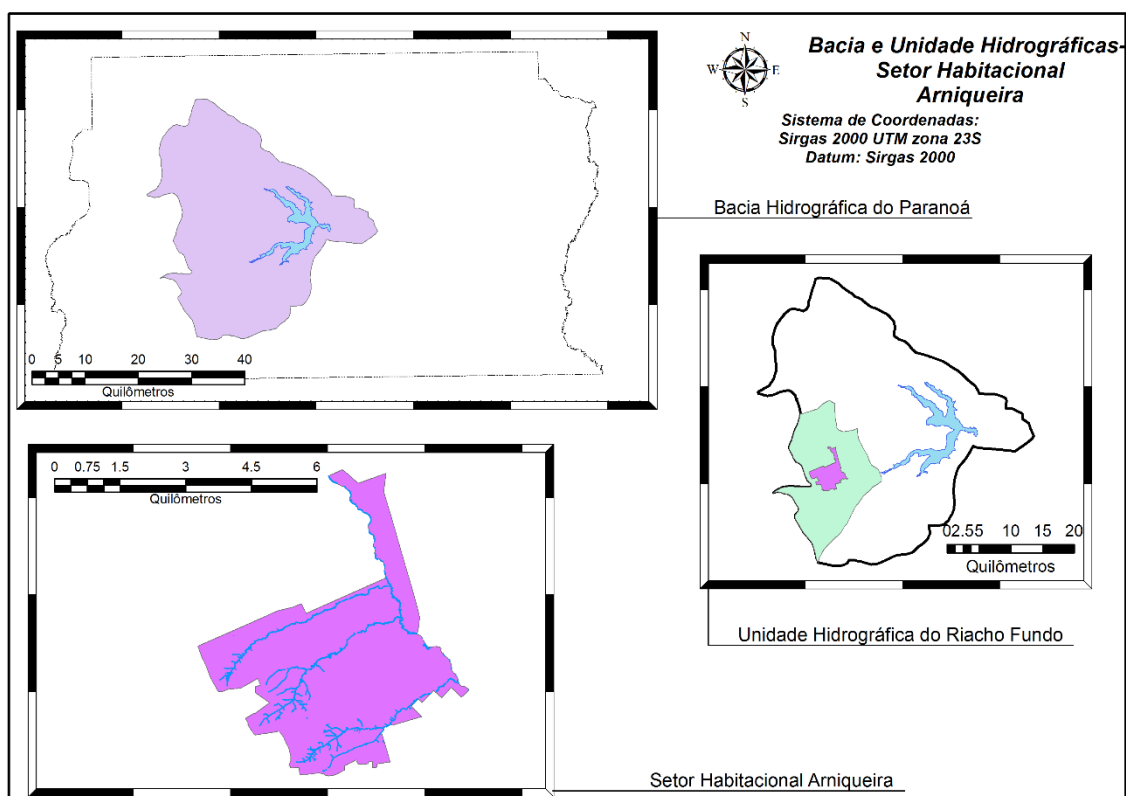 Bacia e Unidade Hidrográficas-
Setor Habitacional
Arniqueira
N
W E
S
Sistema de Coordenadas:
Sirgas 2000 UTM zona 23S
Datum: Sirgas 2000
Bacia Hidrográfica do Paranoá
0 5 10 20 30 40
Quilômetros
02.55 10 15 20
Quilômetros
Unidade Hidrográfica do Riacho Fundo
0 0.75 1.5 3 4.5 6
Quilômetros
Setor Habitacional Arniqueira